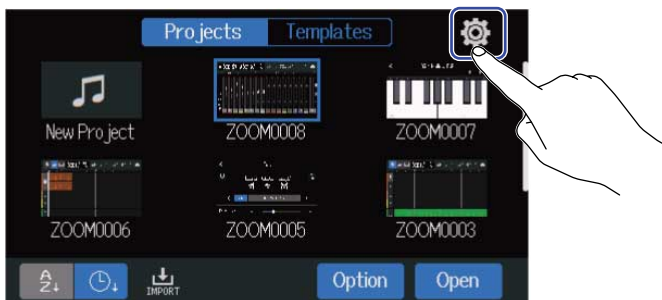 Projects Templates
New Project ZOOM0008 ZOOM0007
ZOOM0006 ZOOM0005 ZOOM0003
A Z↓ IMPORT Option Open